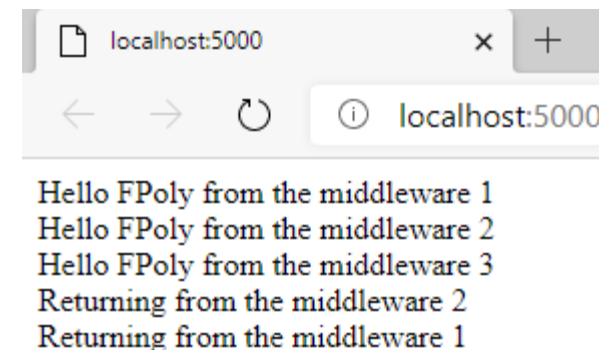 localhost:5000
localhost:5000
Hello FPoly from the middleware 1
Hello FPoly from the middleware 2
Hello FPoly from the middleware 3
Returning from the middleware 2
Returning from the middleware 1